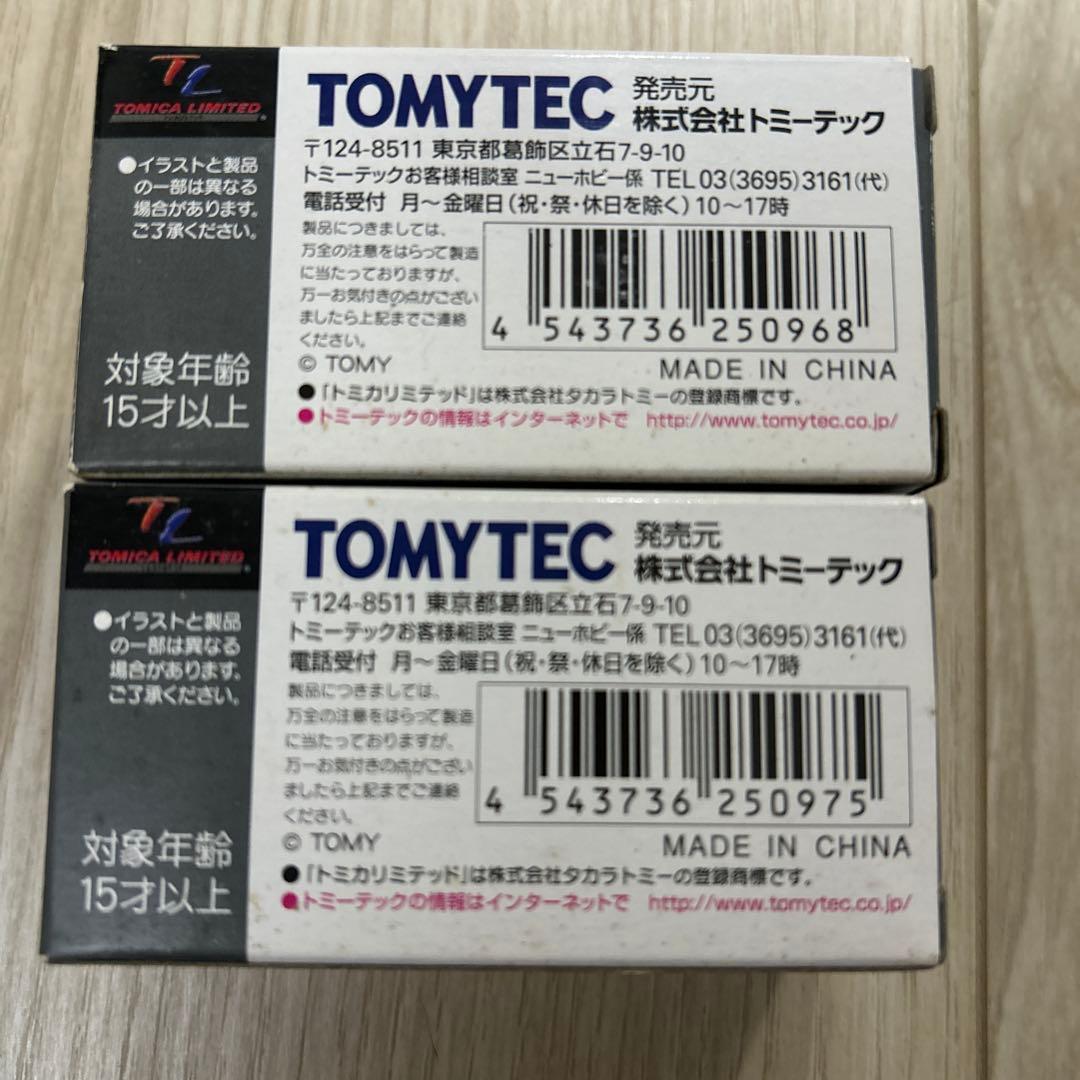 TL
TOMICA LIMITED
●イラストと製品
の一部は異なる
場合があります。
ご了承ください。
対象年齢
15才以上
TOMYTEC 発売元
株式会社トミーテック
〒124-8511 東京都葛飾区立石7-9-10
トミーテックお客様相談室 ニューホビー係 TEL 03(3695)3161(代)
電話受付 月〜金曜日(祝・祭・休日を除く)10〜17時
製品につきましては、
万全の注意をはらって製造
に当たっておりますが、
万一お気付きの点がござい
ましたら上記までご連絡
ください。
4 543736 250968
© TOMY
MADE IN CHINA
●「トミカリミテッド」は株式会社タカラトミーの登録商標です。
●トミーテックの情報はインターネットで http://www.tomytec.co.jp/
TL
TOMICA LIMITED
●イラストと製品
の一部は異なる
場合があります。
ご了承ください。
対象年齢
15才以上
TOMYTEC 発売元
株式会社トミーテック
〒124-8511 東京都葛飾区立石7-9-10
トミーテックお客様相談室 ニューホビー係 TEL 03(3695)3161(代)
電話受付 月〜金曜日(祝・祭・休日を除く)10〜17時
製品につきましては、
万全の注意をはらって製造
に当たっておりますが、
万一お気付きの点がござい
ましたら上記までご連絡
ください。
4 543736 250975
© TOMY
MADE IN CHINA
●「トミカリミテッド」は株式会社タカラトミーの登録商標です。
●トミーテックの情報はインターネットで http://www.tomytec.co.jp/